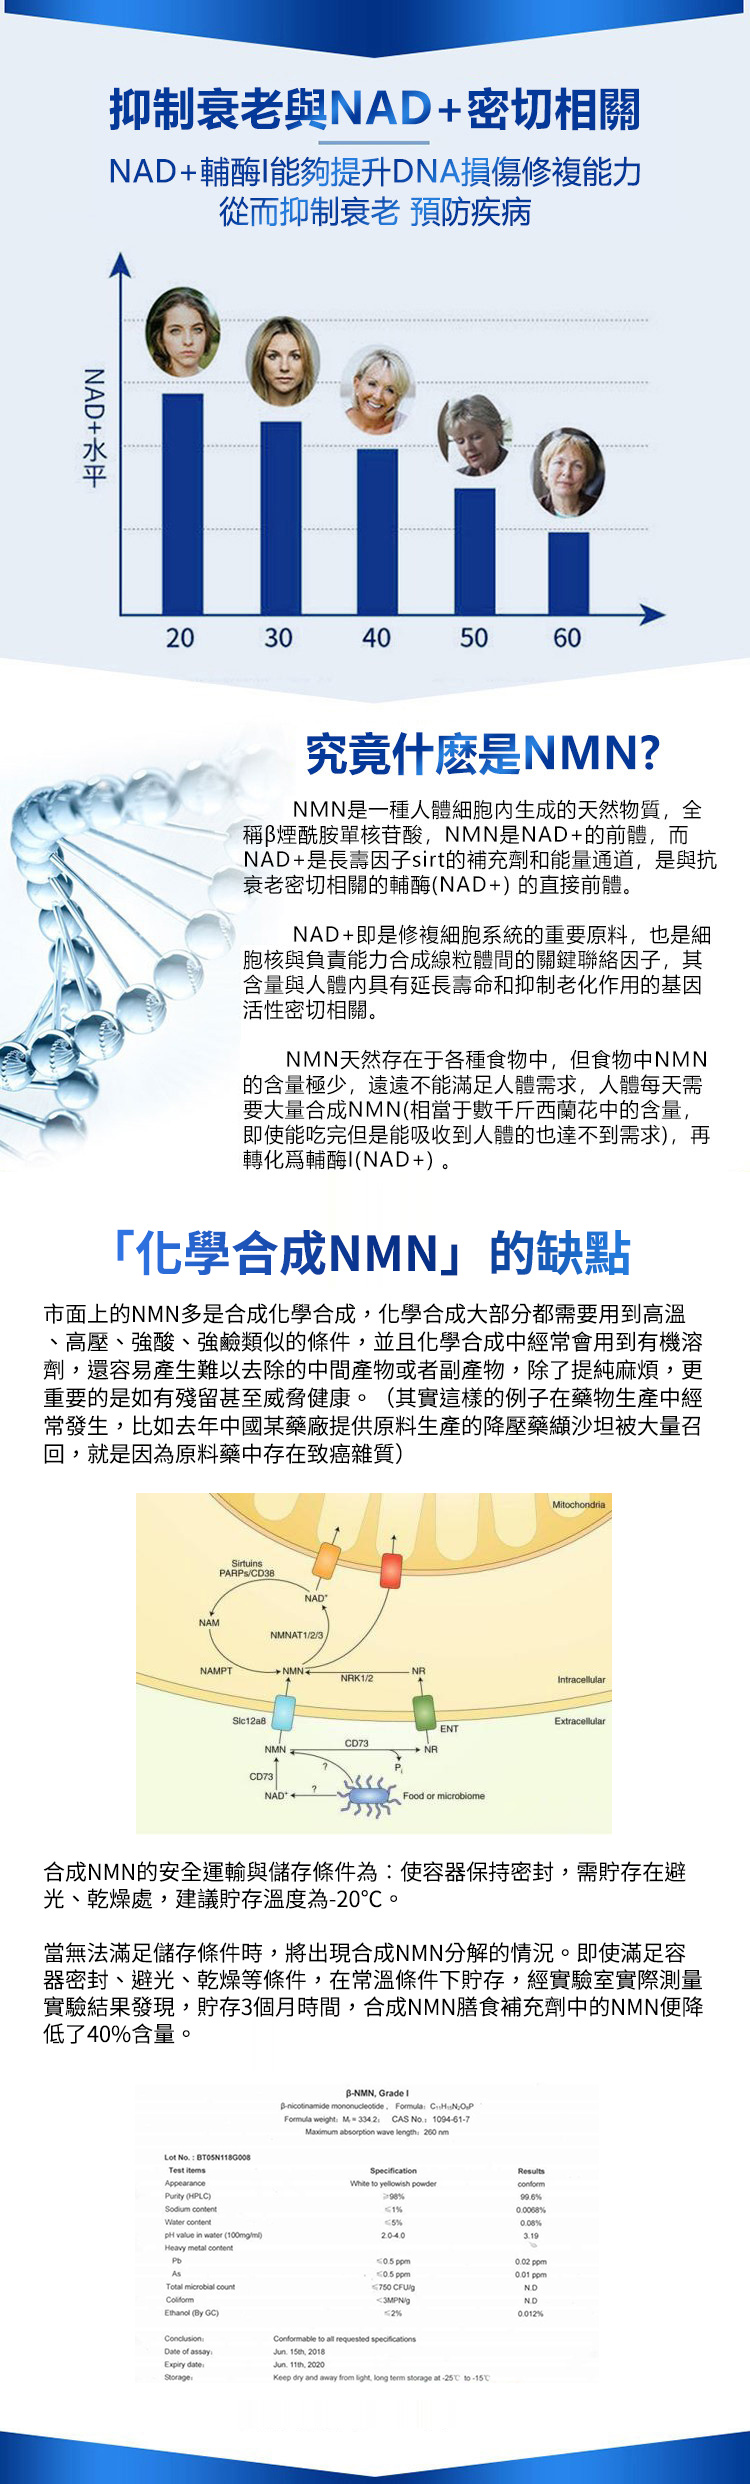 抑制衰老與NAD+密切相關
NAD+輔酶I能夠提升DNA損傷修複能力
從而抑制衰老 預防疾病
NAD+水平
20 30 40 50 60
究竟什麽是NMN?
NMN是一種人體細胞內生成的天然物質，全
稱β煙酰胺單核苷酸，NMN是NAD+的前體，而
NAD+是長壽因子sirt的補充劑和能量通道，是與抗
衰老密切相關的輔酶(NAD+) 的直接前體。
NAD+即是修複細胞系統的重要原料，也是細
胞核與負責能力合成線粒體間的關鍵聯絡因子，其
含量與人體內具有延長壽命和抑制老化作用的基因
活性密切相關。
NMN天然存在于各種食物中，但食物中NMN
的含量極少，遠遠不能滿足人體需求，人體每天需
要大量合成NMN(相當于數千斤西蘭花中的含量，
即使能吃完但是能吸收到人體的也達不到需求)，再
轉化爲輔酶I(NAD+) 。
「化學合成NMN」的缺點
市面上的NMN多是合成化學合成，化學合成大部分都需要用到高溫
、高壓、強酸、強鹼類似的條件，並且化學合成中經常會用到有機溶
劑，還容易產生難以去除的中間產物或者副產物，除了提純麻煩，更
重要的是如有殘留甚至威脅健康。（其實這樣的例子在藥物生產中經
常發生，比如去年中國某藥廠提供原料生產的降壓藥纈沙坦被大量召
回，就是因為原料藥中存在致癌雜質）
Mitochondria
Sirtuins
PARPs/CD38
NAD+
NAM
NMNAT1/2/3
NAMPT NMN NRK1/2 NR
Intracellular
Slc12a8 ENT Extracellular
NMN CD73 NR
? Pi
CD73
NAD+ ? Food or microbiome
合成NMN的安全運輸與儲存條件為：使容器保持密封，需貯存在避
光、乾燥處，建議貯存溫度為-20℃。
當無法滿足儲存條件時，將出現合成NMN分解的情況。即使滿足容
器密封、避光、乾燥等條件，在常溫條件下貯存，經實驗室實際測量
實驗結果發現，貯存3個月時間，合成NMN膳食補充劑中的NMN便降
低了40%含量。
β-NMN, Grade I
β-nicotinamide mononucleotide， Formula：C₁₁H₁₅N₂O₈P
Formula weight：Mᵣ = 334.2； CAS No.：1094-61-7
Maximum absorption wave length：260 nm
Lot No.：BT05N118G008
Test items Specification Results
Appearance White to yellowish powder conform
Purity (HPLC) ≥98% 99.6%
Sodium content ≤1% 0.0068%
Water content ≤5% 0.08%
pH value in water (100mg/ml) 2.0-4.0 3.19
Heavy metal content
Pb ≤0.5 ppm 0.02 ppm
As ≤0.5 ppm 0.01 ppm
Total microbial count ≤750 CFU/g N.D
Coliform <3MPN/g N.D
Ethanol (By GC) ≤2% 0.012%
Conclusion： Conformable to all requested specifications
Date of assay： Jun. 15th, 2018
Expiry date： Jun. 11th, 2020
Storage： Keep dry and away from light, long term storage at -25℃ to -15℃